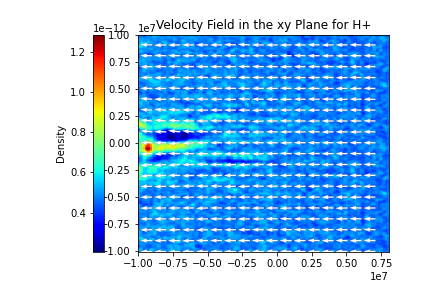 1e−12
1e7
Velocity Field in the xy Plane for H+
Density
1.2
1.0
0.8
0.6
0.4
1.00
0.75
0.50
0.25
0.00
−0.25
−0.50
−0.75
−1.00
−1.00 −0.75 −0.50 −0.25 0.00 0.25 0.50 0.75
1e7